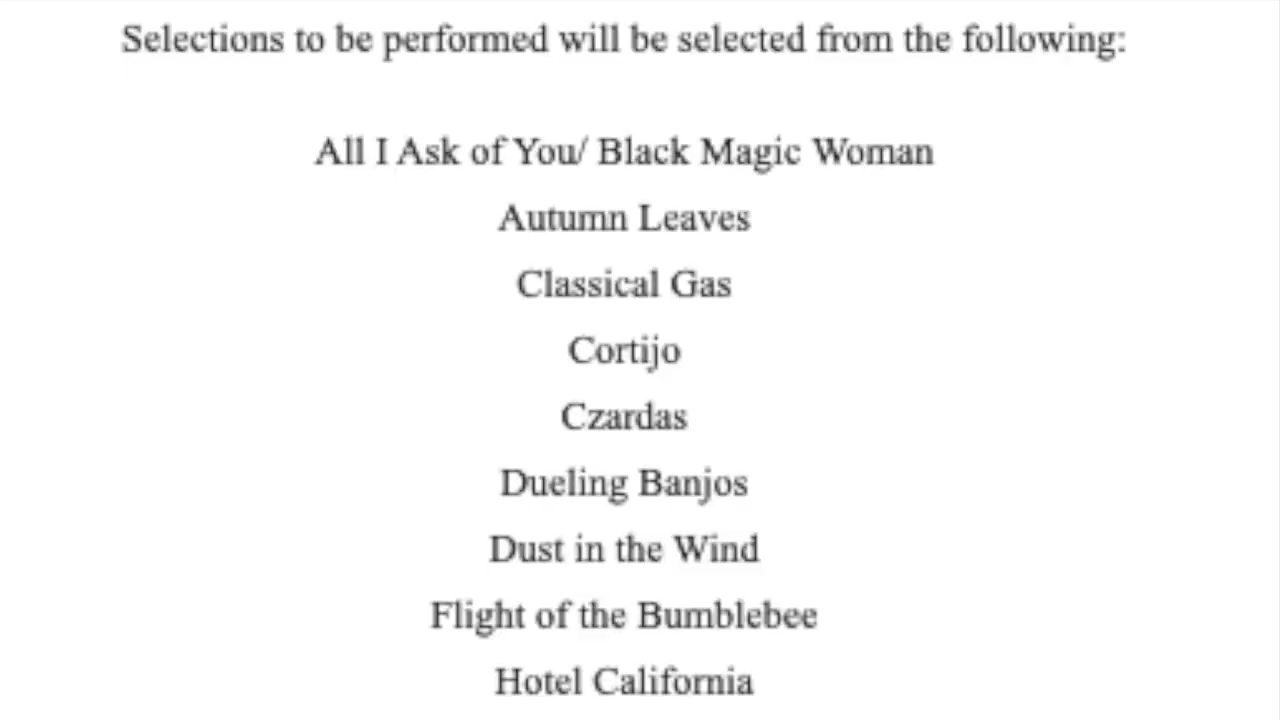 Selections to be performed will be selected from the following:
All I Ask of You/ Black Magic Woman
Autumn Leaves
Classical Gas
Cortijo
Czardas
Dueling Banjos
Dust in the Wind
Flight of the Bumblebee
Hotel California